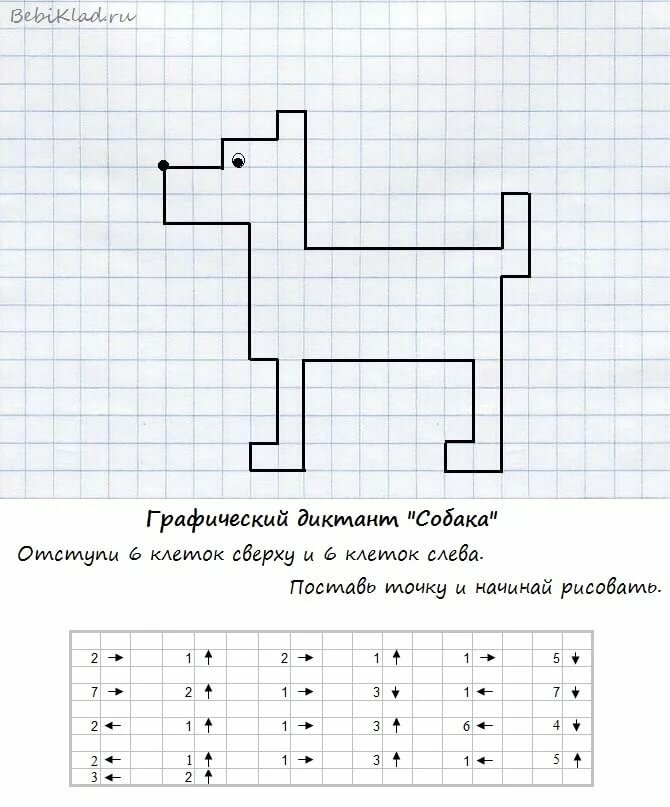 BebiKlad.ru
Графический диктант "Собака"
Отступи 6 клеток сверху и 6 клеток слева.
Поставь точку и начинай рисовать.
2 → 1 ↑ 2 → 1 ↑ 1 → 5 ↓
7 → 2 ↑ 1 → 3 ↓ 1 ← 7 ↓
2 ← 1 ↑ 1 → 3 ↑ 6 ← 4 ↓
2 ← 1 ↑ 1 → 3 ↑ 1 ← 5 ↑
3 ← 2 ↑